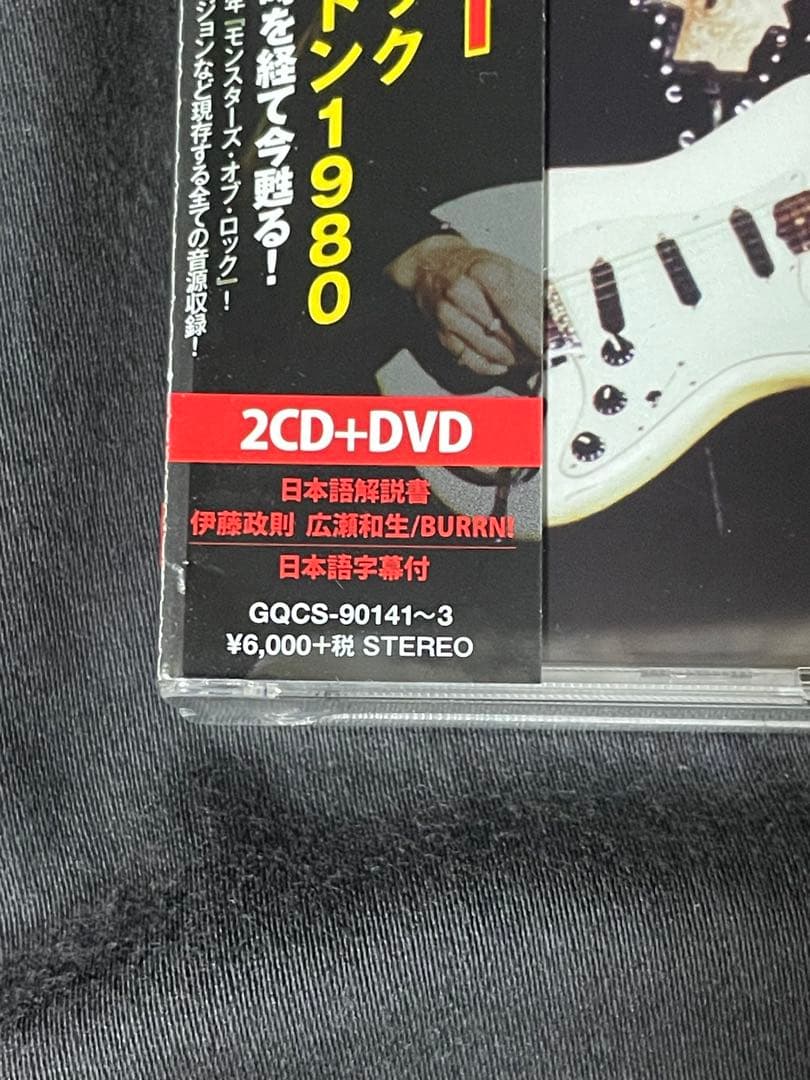 ック
トン1980
を経て今甦る!
年『モンスターズ・オブ・ロック』!
ジョンなど現存する全ての音源収録!
2CD+DVD
日本語解説書
伊藤政則 広瀬和生/BURRN!
日本語字幕付
GQCS-90141〜3
¥6,000+税 STEREO